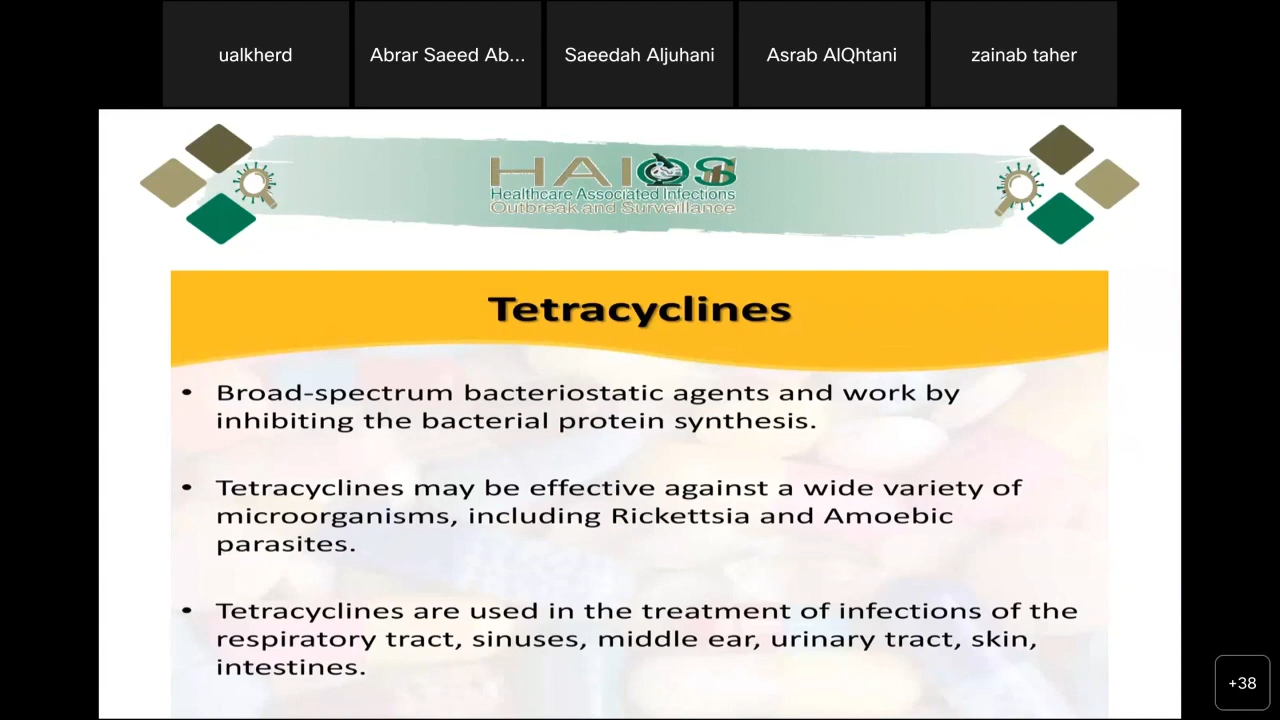 ualkherd
Abrar Saeed Ab...
Saeedah Aljuhani
Asrab AlQhtani
zainab taher
HAIOS
Healthcare Associated Infections
Outbreak and Surveillance
Tetracyclines
• Broad-spectrum bacteriostatic agents and work by
inhibiting the bacterial protein synthesis.
• Tetracyclines may be effective against a wide variety of
microorganisms, including Rickettsia and Amoebic
parasites.
• Tetracyclines are used in the treatment of infections of the
respiratory tract, sinuses, middle ear, urinary tract, skin,
intestines.
+38